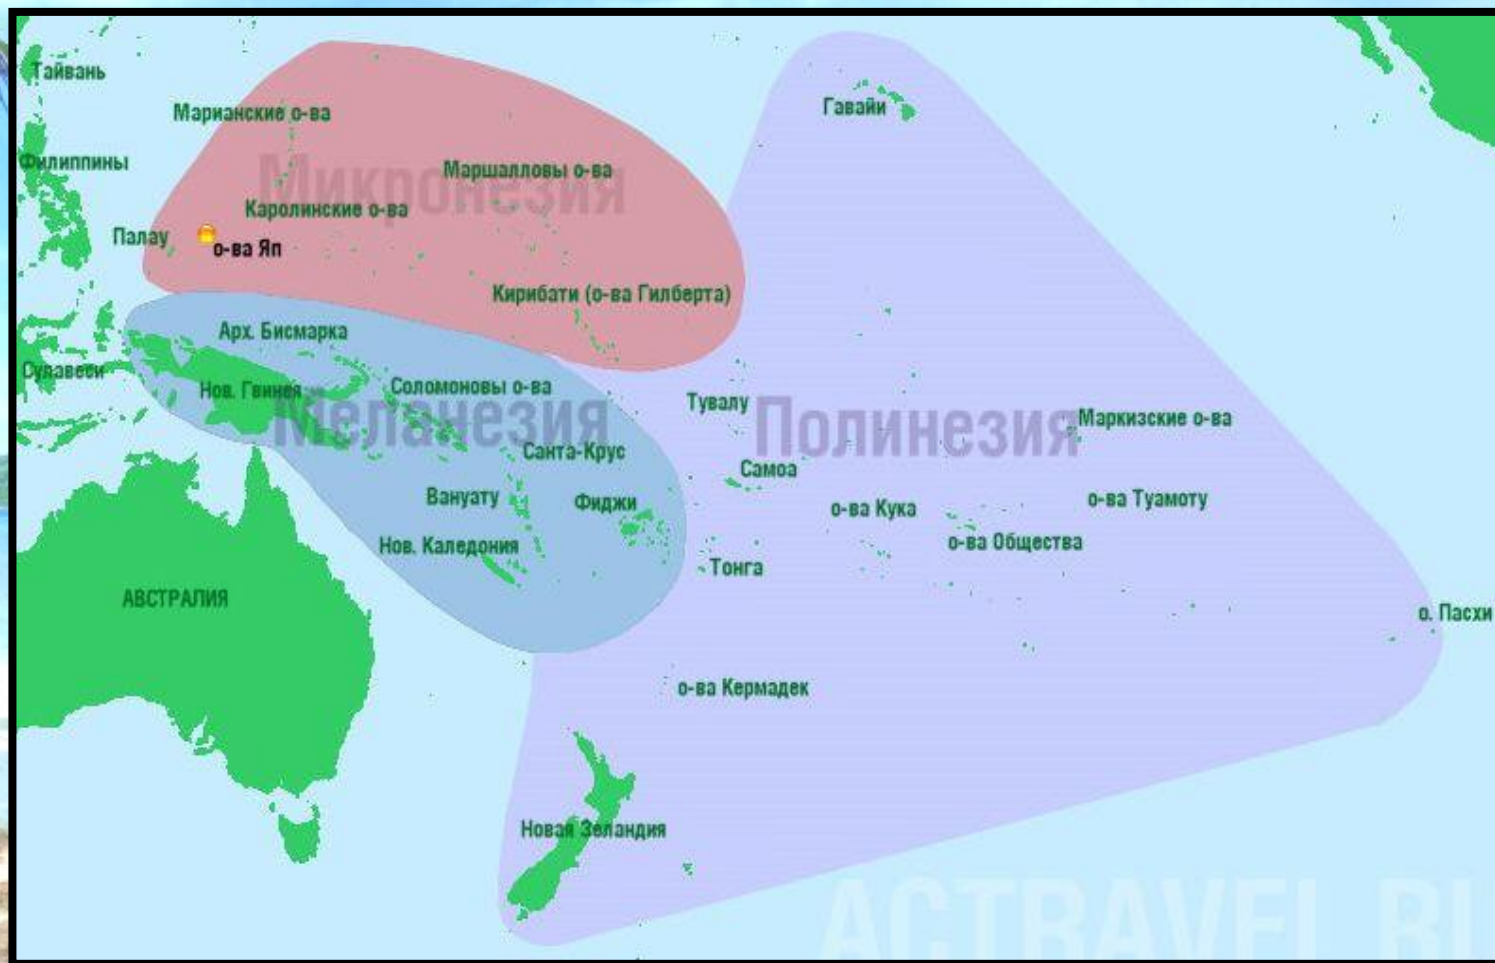 Тайвань
Гавайи
Марианские о-ва
Филиппины
Микронезия
Маршалловы о-ва
Каролинские о-ва
Палау
о-ва Яп
Кирибати (о-ва Гилберта)
Арх. Бисмарка
Сулавеси
Нов. Гвинея
Соломоновы о-ва
Меланезия
Тувалу
Полинезия
Маркизские о-ва
Санта-Крус
Самоа
Вануату
Фиджи
о-ва Кука
о-ва Туамоту
Нов. Каледония
о-ва Общества
Тонга
АВСТРАЛИЯ
о. Пасхи
о-ва Кермадек
Новая Зеландия
ACTRAVEL.RU